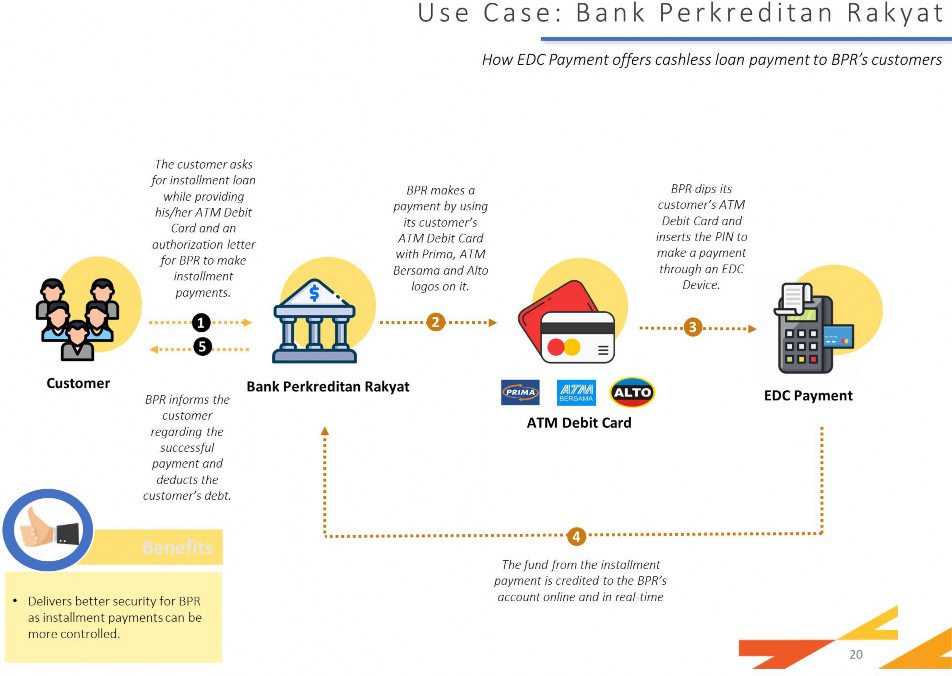 Use Case: Bank Perkreditan Rakyat
How EDC Payment offers cashless loan payment to BPR's customers
The customer asks
for installment loan
while providing
his/her ATM Debit
Card and an
authorization letter
for BPR to make
installment
payments.
BPR makes a
payment by using
its customer's
ATM Debit Card
with Prima, ATM
Bersama and Alto
logos on it.
BPR dips its
customer's ATM
Debit Card and
inserts the PIN to
make a payment
through an EDC
Device.
$
1
2
3
5
Customer
Bank Perkreditan Rakyat
PRIMA
ATM
BERSAMA
ALTO
ATM Debit Card
EDC Payment
BPR informs the
customer
regarding the
successful
payment and
deducts the
customer's debt.
4
The fund from the installment
payment is credited to the BPR's
account online and in real-time
Benefits
• Delivers better security for BPR
as installment payments can be
more controlled.
20